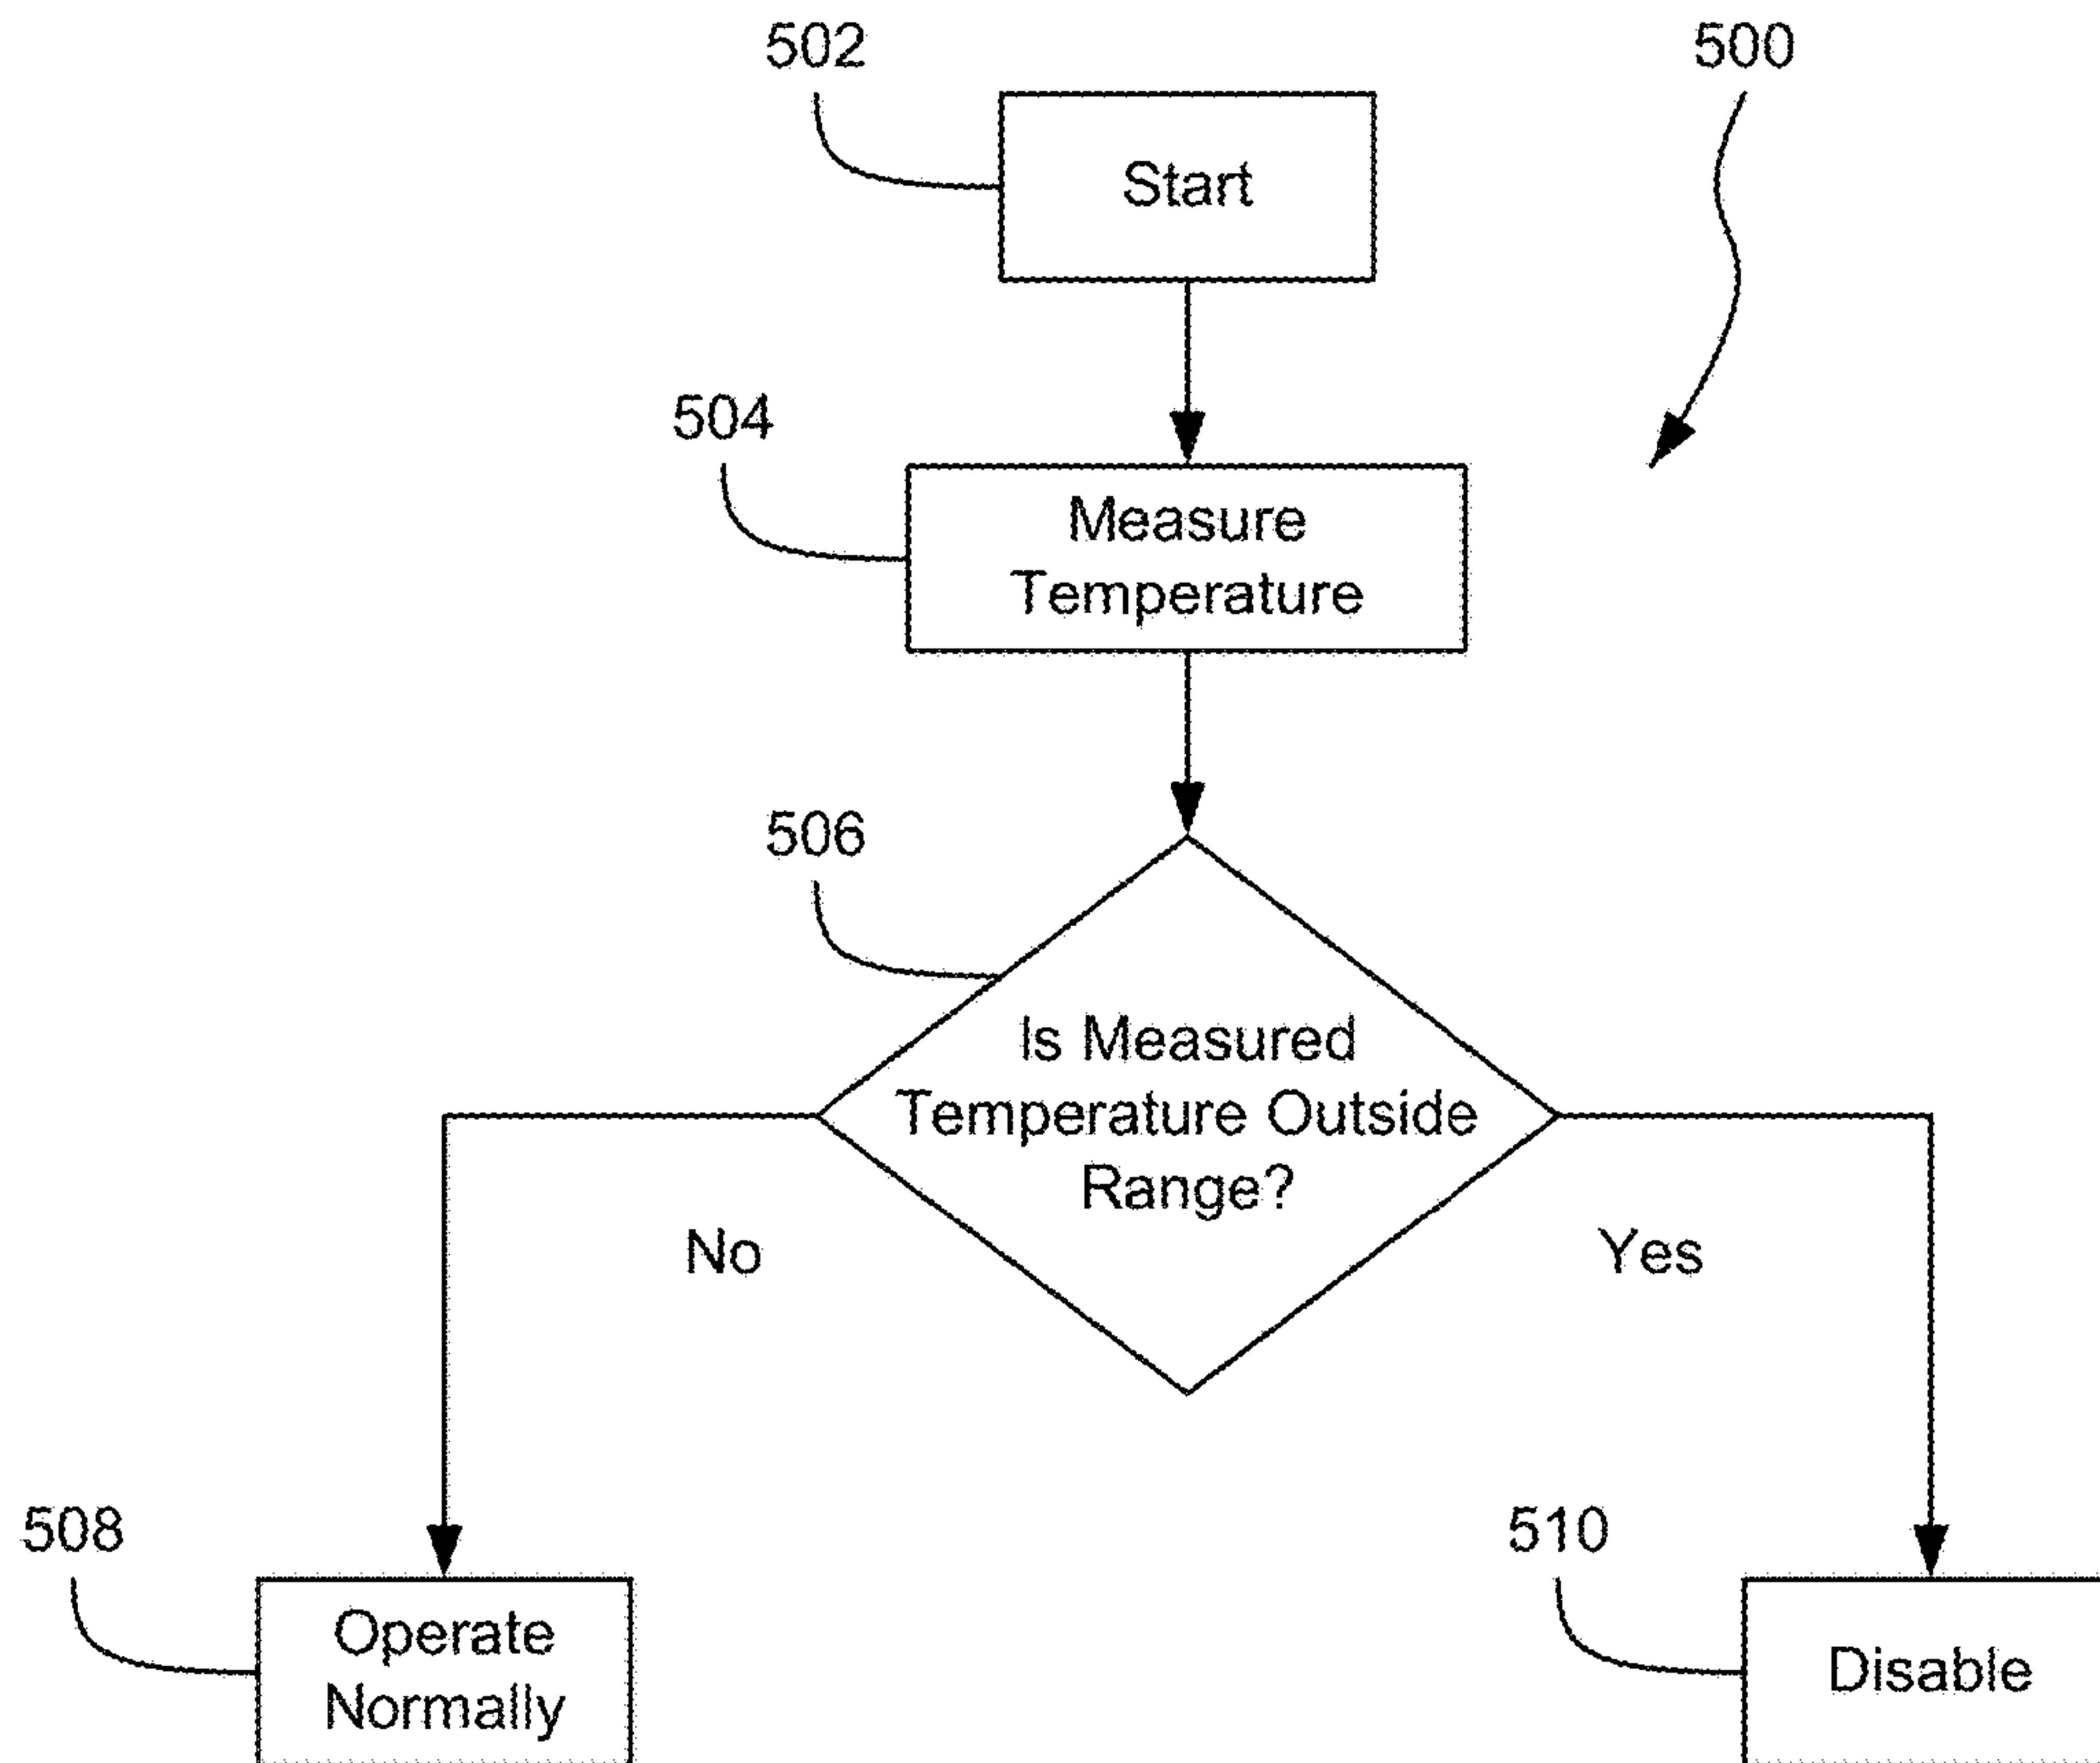 502
500
Start
504
Measure
Temperature
506
Is Measured
Temperature Outside
Range?
No
Yes
508
510
Operate
Normally
Disable